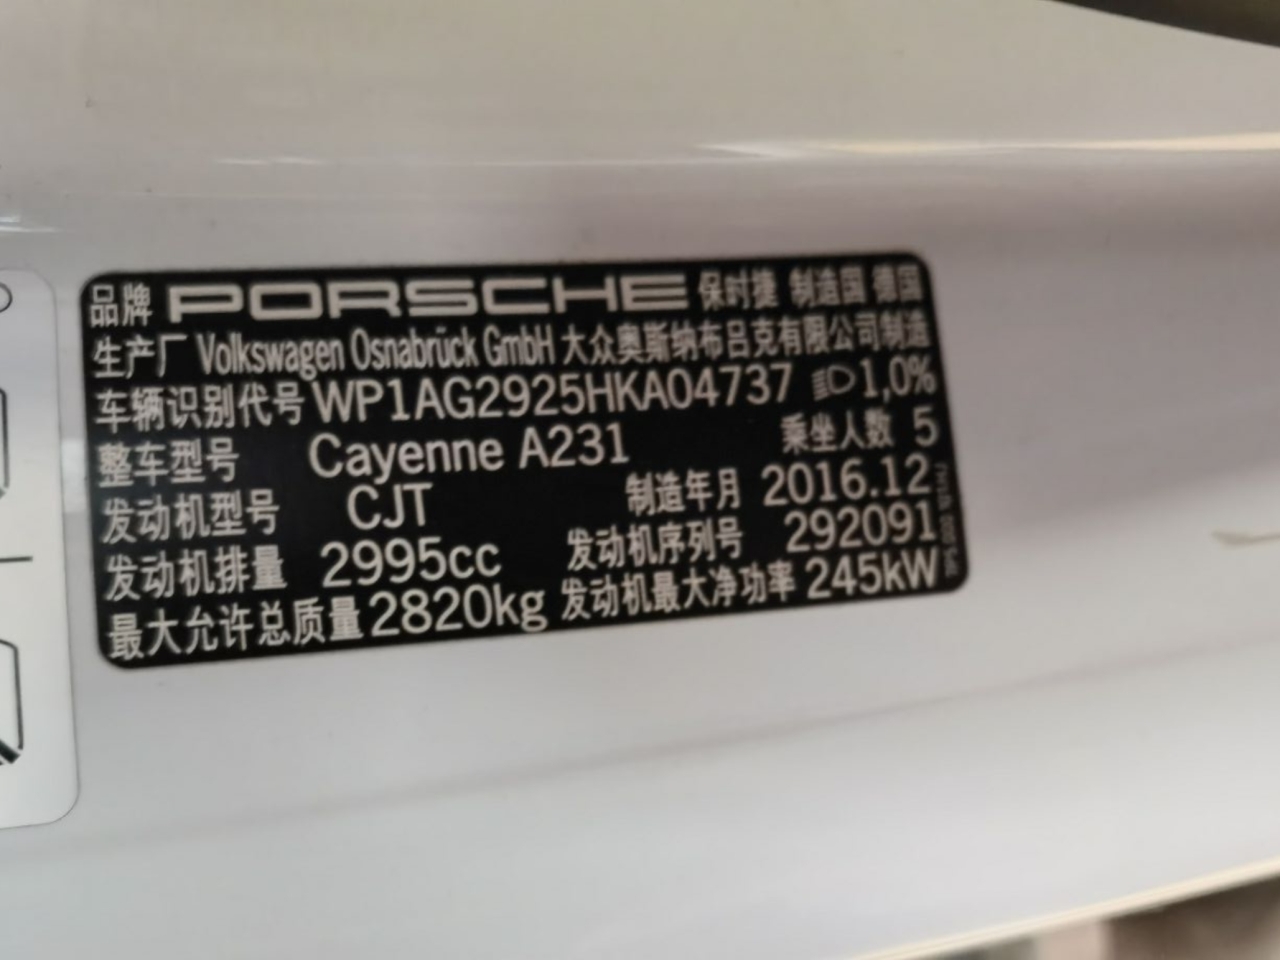 品牌 PORSCHE 保时捷 制造国 德国
生产厂 Volkswagen Osnabrück GmbH 大众奥斯纳布吕克有限公司制造
车辆识别代号 WP1AG2925HKA04737 1,0%
整车型号 Cayenne A231 乘坐人数 5
发动机型号 CJT 制造年月 2016.12
发动机排量 2995cc 发动机序列号 292091
最大允许总质量 2820kg 发动机最大净功率 245kW